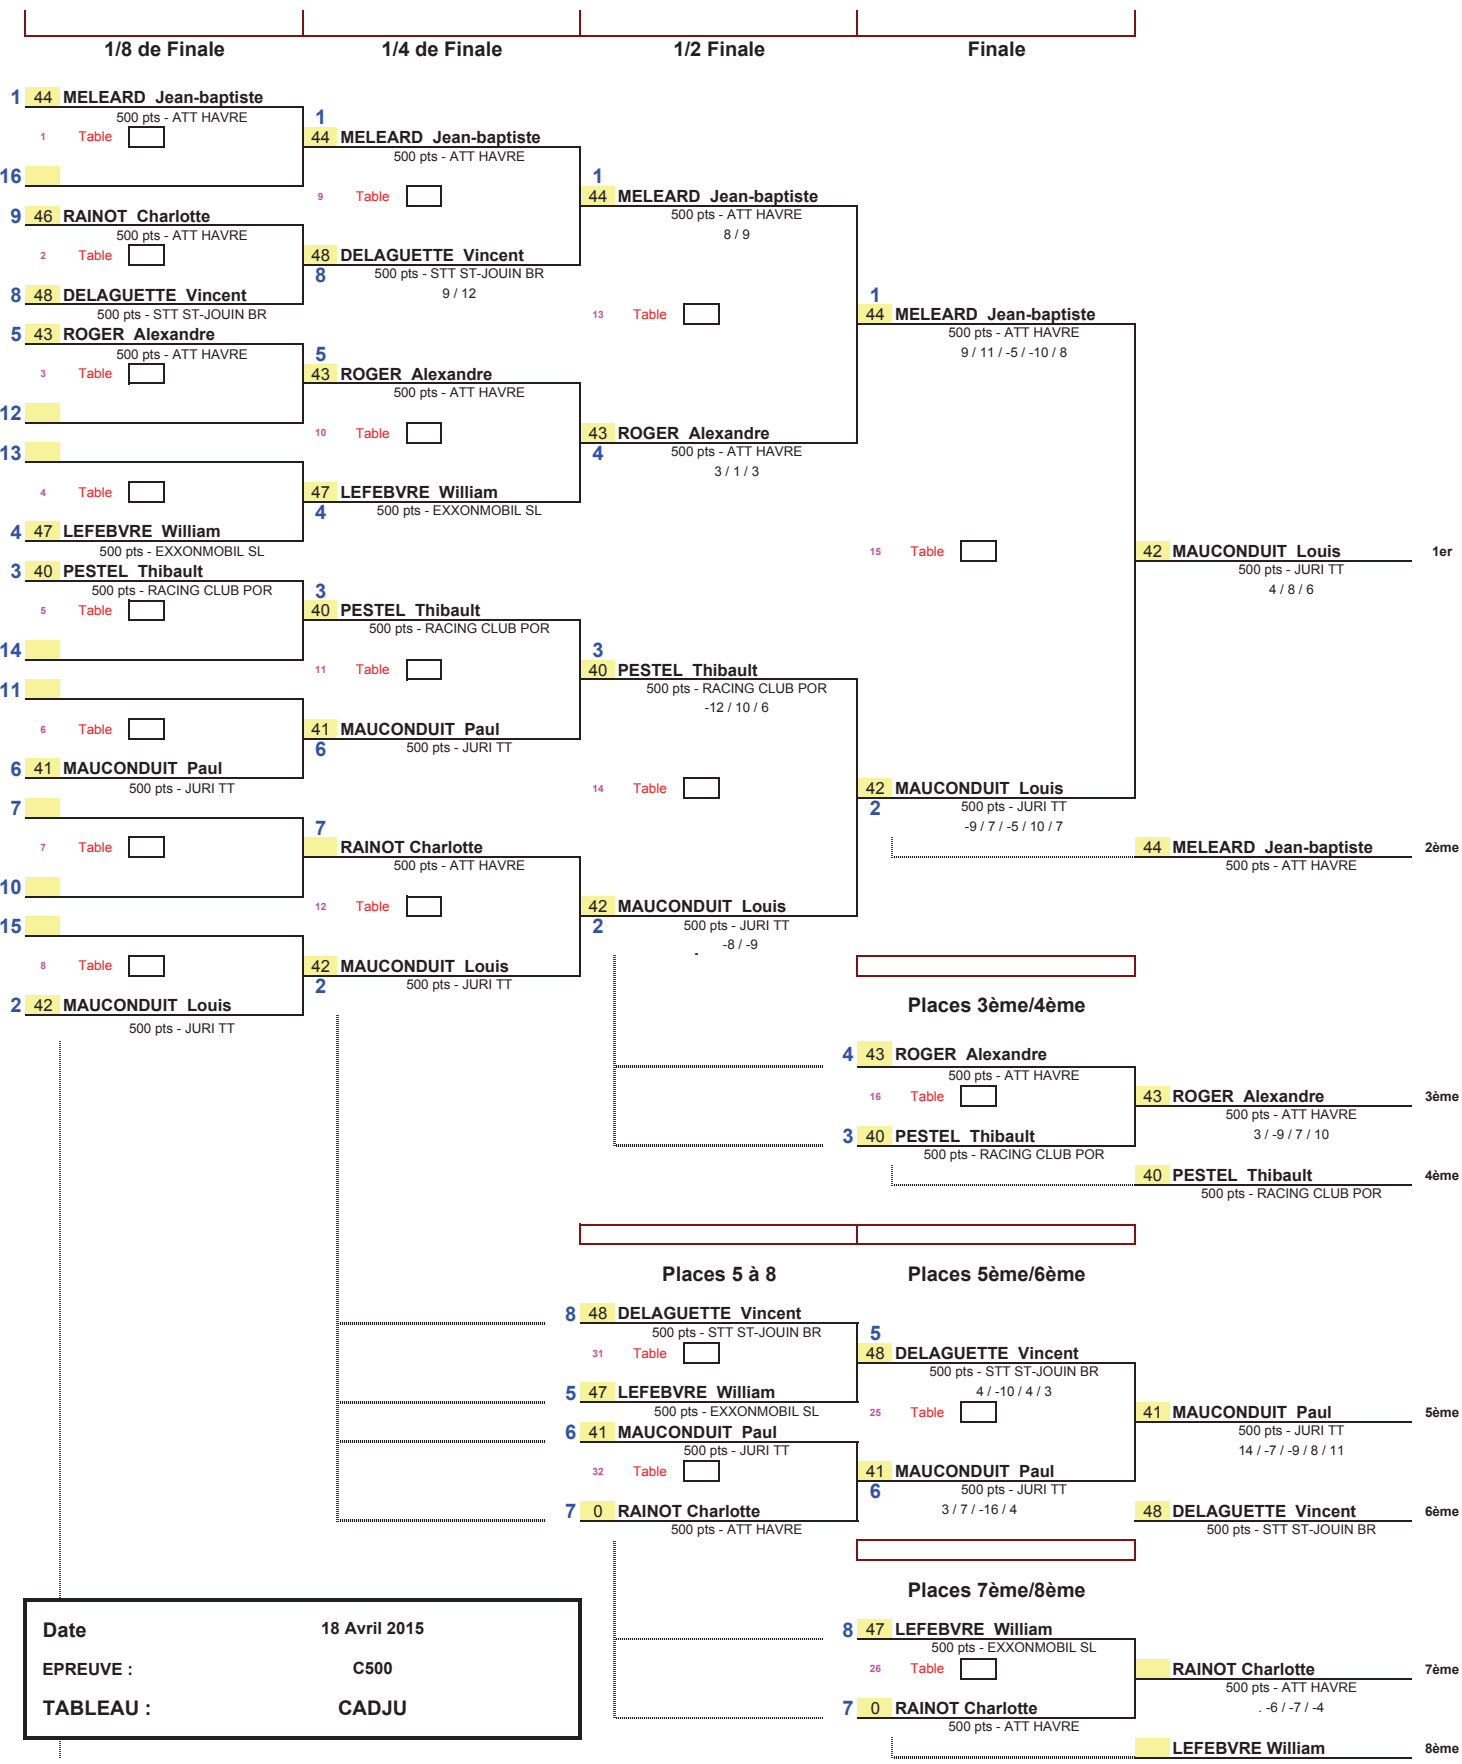 1/8 de Finale
1/4 de Finale
1/2 Finale
Finale
1 44 MELEARD Jean-baptiste
500 pts - ATT HAVRE
1 Table
16
9 46 RAINOT Charlotte
500 pts - ATT HAVRE
2 Table
8 48 DELAGUETTE Vincent
500 pts - STT ST-JOUIN BR
5 43 ROGER Alexandre
500 pts - ATT HAVRE
3 Table
12
13
4 Table
4 47 LEFEBVRE William
500 pts - EXXONMOBIL SL
3 40 PESTEL Thibault
500 pts - RACING CLUB POR
5 Table
14
11
6 Table
6 41 MAUCONDUIT Paul
500 pts - JURI TT
7
7 Table
10
15
8 Table
2 42 MAUCONDUIT Louis
500 pts - JURI TT
1
44 MELEARD Jean-baptiste
500 pts - ATT HAVRE
9 Table
48 DELAGUETTE Vincent
8 500 pts - STT ST-JOUIN BR
9 / 12
5
43 ROGER Alexandre
500 pts - ATT HAVRE
10 Table
47 LEFEBVRE William
4 500 pts - EXXONMOBIL SL
3
40 PESTEL Thibault
500 pts - RACING CLUB POR
11 Table
41 MAUCONDUIT Paul
6 500 pts - JURI TT
7
RAINOT Charlotte
500 pts - ATT HAVRE
12 Table
42 MAUCONDUIT Louis
2 500 pts - JURI TT
1
44 MELEARD Jean-baptiste
500 pts - ATT HAVRE
8 / 9
13 Table
43 ROGER Alexandre
4 500 pts - ATT HAVRE
3 / 1 / 3
3
40 PESTEL Thibault
500 pts - RACING CLUB POR
-12 / 10 / 6
14 Table
42 MAUCONDUIT Louis
2 500 pts - JURI TT
-8 / -9
1
44 MELEARD Jean-baptiste
500 pts - ATT HAVRE
9 / 11 / -5 / -10 / 8
15 Table
42 MAUCONDUIT Louis
2 500 pts - JURI TT
-9 / 7 / -5 / 10 / 7
42 MAUCONDUIT Louis 1er
500 pts - JURI TT
4 / 8 / 6
44 MELEARD Jean-baptiste 2ème
500 pts - ATT HAVRE
Places 3ème/4ème
4 43 ROGER Alexandre
500 pts - ATT HAVRE
16 Table
3 40 PESTEL Thibault
500 pts - RACING CLUB POR
43 ROGER Alexandre 3ème
500 pts - ATT HAVRE
3 / -9 / 7 / 10
40 PESTEL Thibault 4ème
500 pts - RACING CLUB POR
Places 5 à 8
Places 5ème/6ème
8 48 DELAGUETTE Vincent
500 pts - STT ST-JOUIN BR
31 Table
5 47 LEFEBVRE William
500 pts - EXXONMOBIL SL
6 41 MAUCONDUIT Paul
500 pts - JURI TT
32 Table
7 0 RAINOT Charlotte
500 pts - ATT HAVRE
5
48 DELAGUETTE Vincent
500 pts - STT ST-JOUIN BR
4 / -10 / 4 / 3
25 Table
41 MAUCONDUIT Paul
6 500 pts - JURI TT
3 / 7 / -16 / 4
41 MAUCONDUIT Paul 5ème
500 pts - JURI TT
14 / -7 / -9 / 8 / 11
48 DELAGUETTE Vincent 6ème
500 pts - STT ST-JOUIN BR
Places 7ème/8ème
8 47 LEFEBVRE William
500 pts - EXXONMOBIL SL
26 Table
7 0 RAINOT Charlotte
500 pts - ATT HAVRE
RAINOT Charlotte 7ème
500 pts - ATT HAVRE
. -6 / -7 / -4
LEFEBVRE William 8ème
Date 18 Avril 2015
EPREUVE : C500
TABLEAU : CADJU